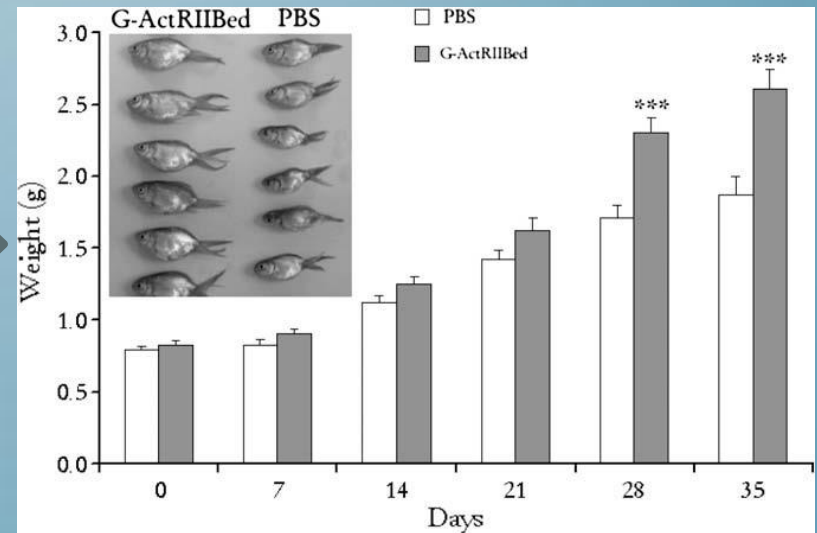 G-ActRIIBed PBS
PBS
G-ActRIIBed
***
***
3.0
2.5
2.0
1.5
1.0
0.5
0.0
Weight (g)
0 7 14 21 28 35
Days